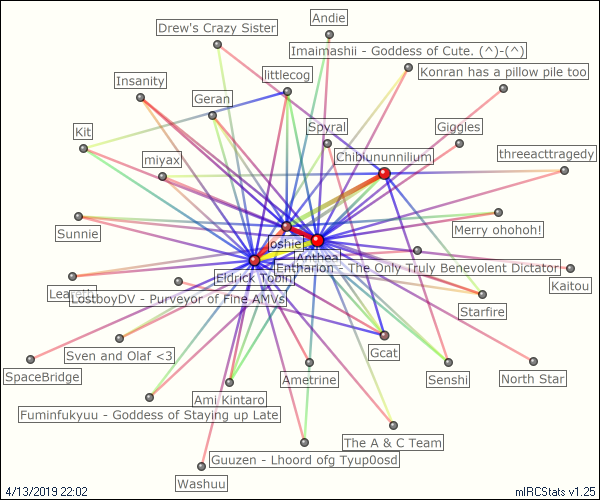 Andie
Drew's Crazy Sister
Imaimashii - Goddess of Cute. (^)-(^)
Konran has a pillow pile too
littlecog
Insanity
Geran
Spyral
Giggles
Kit
miyax
Chibiununnilium
threeacttragedy
Sunnie
Merry ohohoh!
Joshie
Anthea
Entharion - The Only Truly Benevolent Dictator
Eldrick Tobin
Kaitou
LostboyDV - Purveyor of Fine AMVs
Starfire
Sven and Olaf <3
Gcat
SpaceBridge
Ametrine
Senshi
North Star
Ami Kintaro
Fuminfukyuu - Goddess of Staying up Late
The A & C Team
Guuzen - Lhoord ofg Tyup0osd
Washuu
4/13/2019 22:02
mIRCStats v1.25